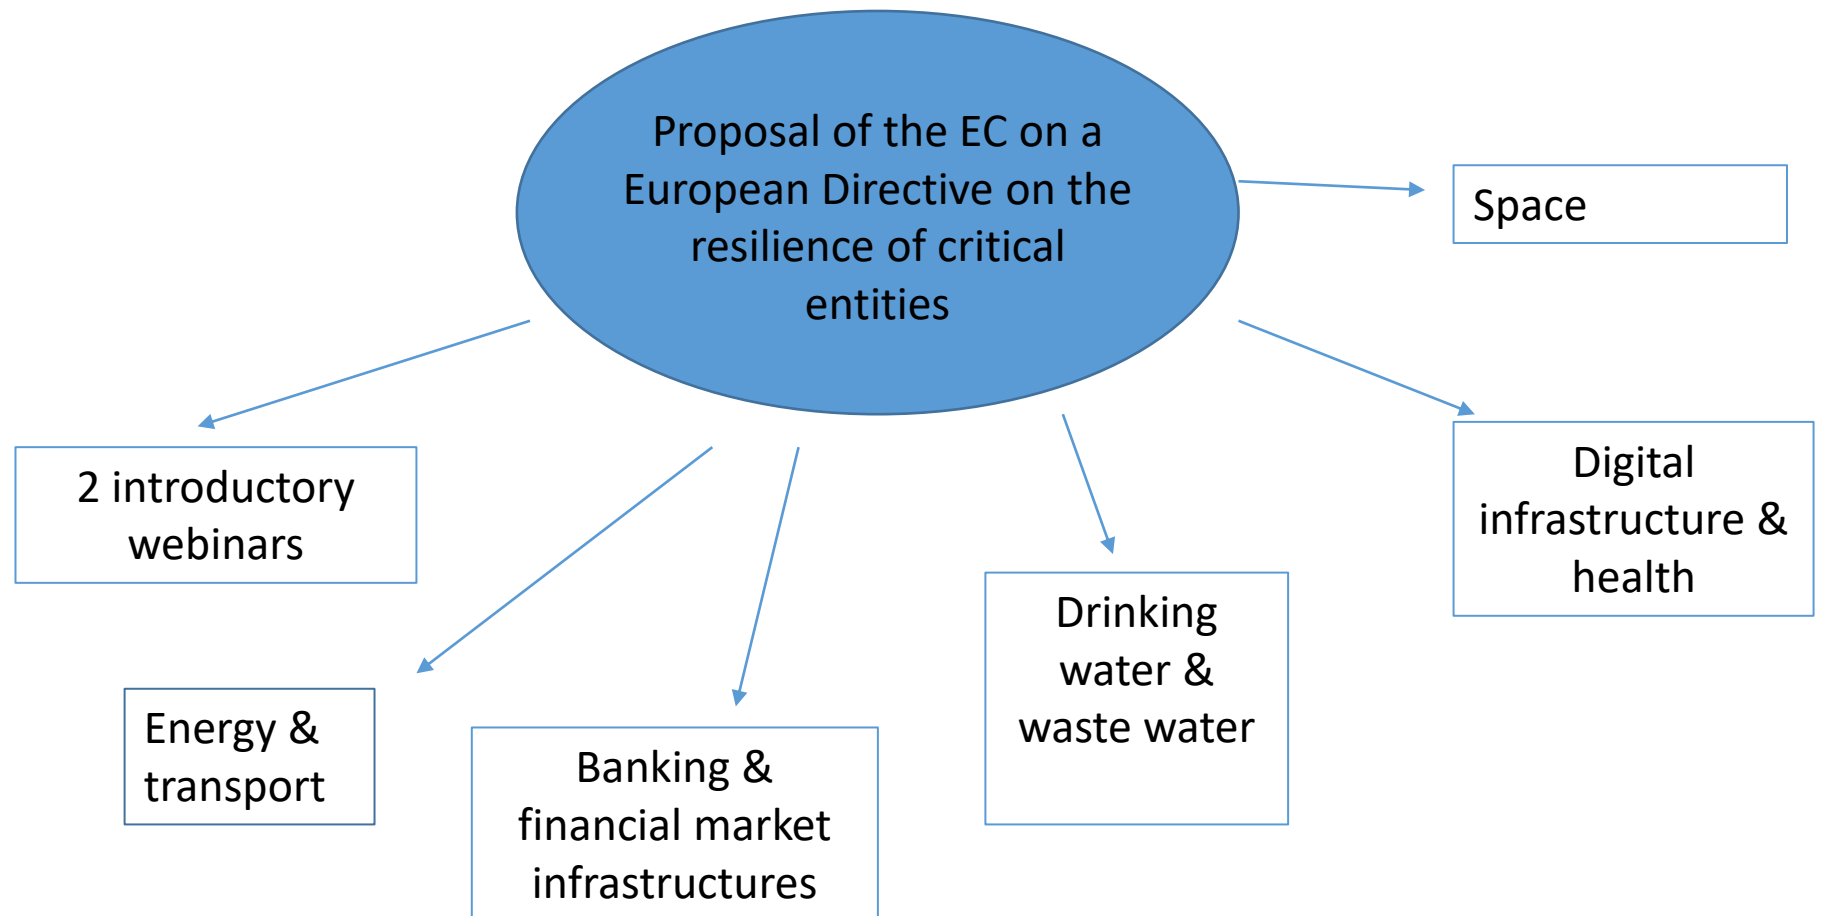 Proposal of the EC on a
European Directive on the
resilience of critical
entities
Space
2 introductory
webinars
Digital
infrastructure &
health
Drinking
water &
waste water
Energy &
transport
Banking &
financial market
infrastructures